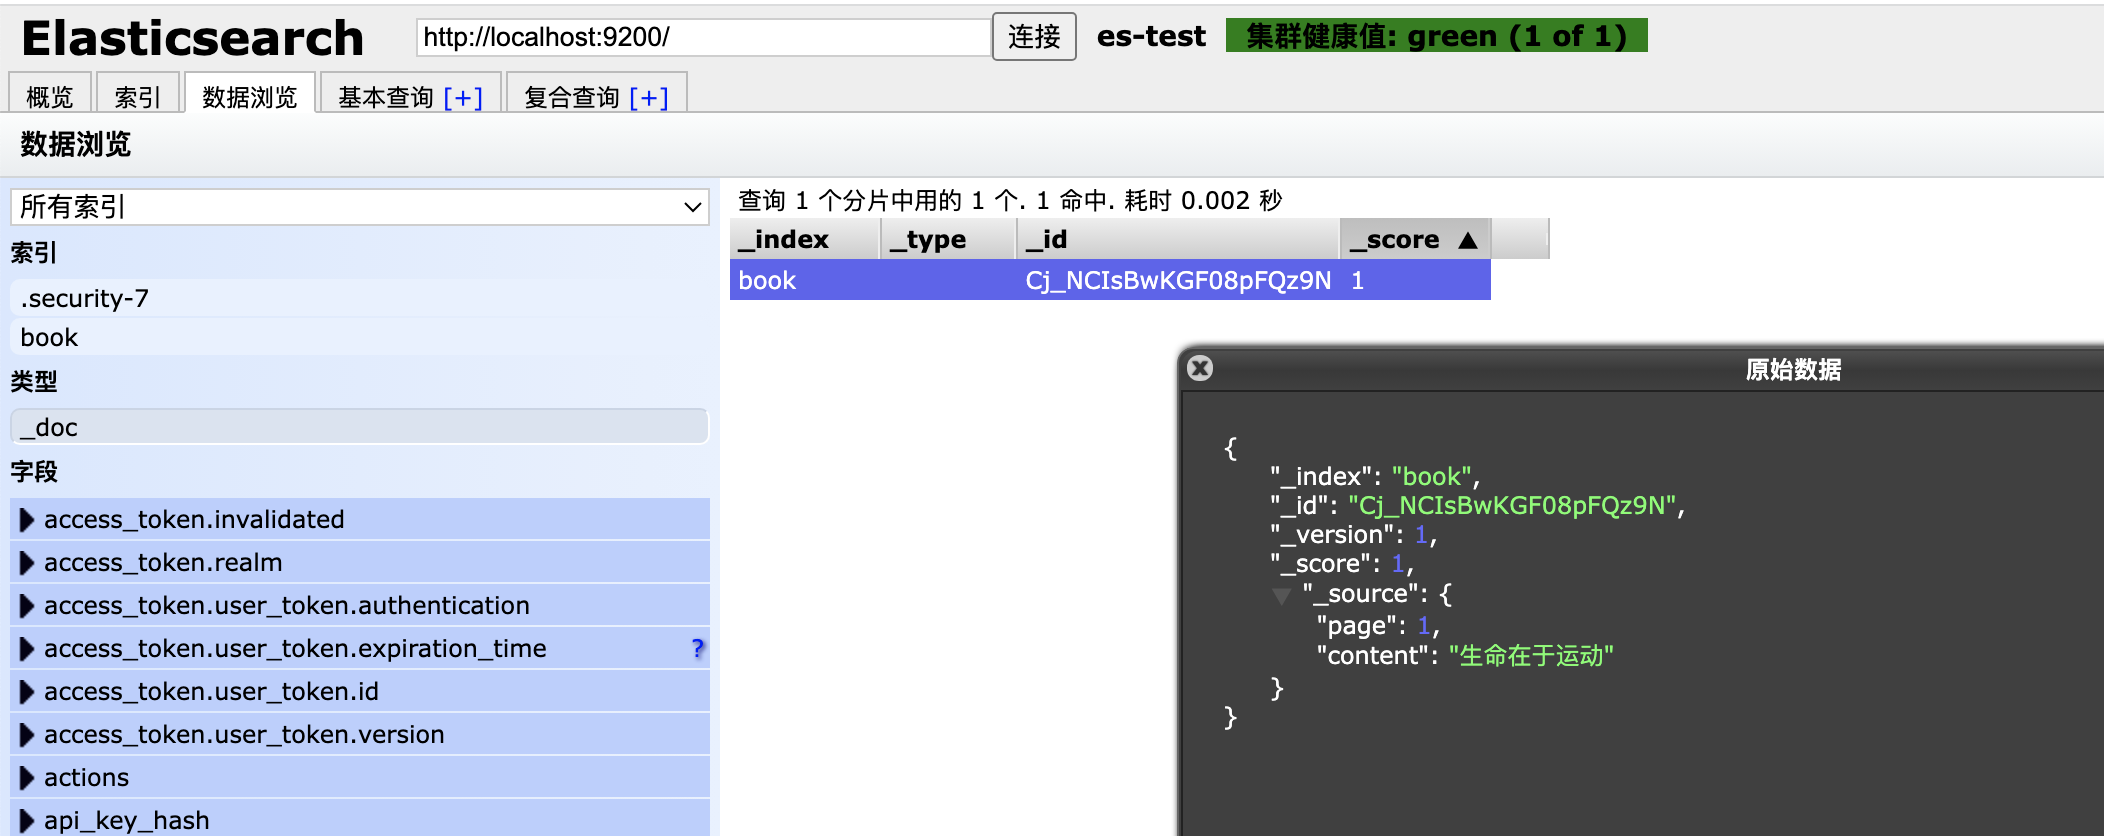 Elasticsearch http://localhost:9200/ 连接 es-test 集群健康值: green (1 of 1)
概览 索引 数据浏览 基本查询 [+] 复合查询 [+]
数据浏览
所有索引
索引
.security-7
book
类型
_doc
字段
access_token.invalidated
access_token.realm
access_token.user_token.authentication
access_token.user_token.expiration_time ?
access_token.user_token.id
access_token.user_token.version
actions
api_key_hash
查询 1 个分片中用的 1 个. 1 命中. 耗时 0.002 秒
_index _type _id _score ▲
book Cj_NCIsBwKGF08pFQz9N 1
原始数据
{
"_index": "book",
"_id": "Cj_NCIsBwKGF08pFQz9N",
"_version": 1,
"_score": 1,
"_source": {
"page": 1,
"content": "生命在于运动"
}
}